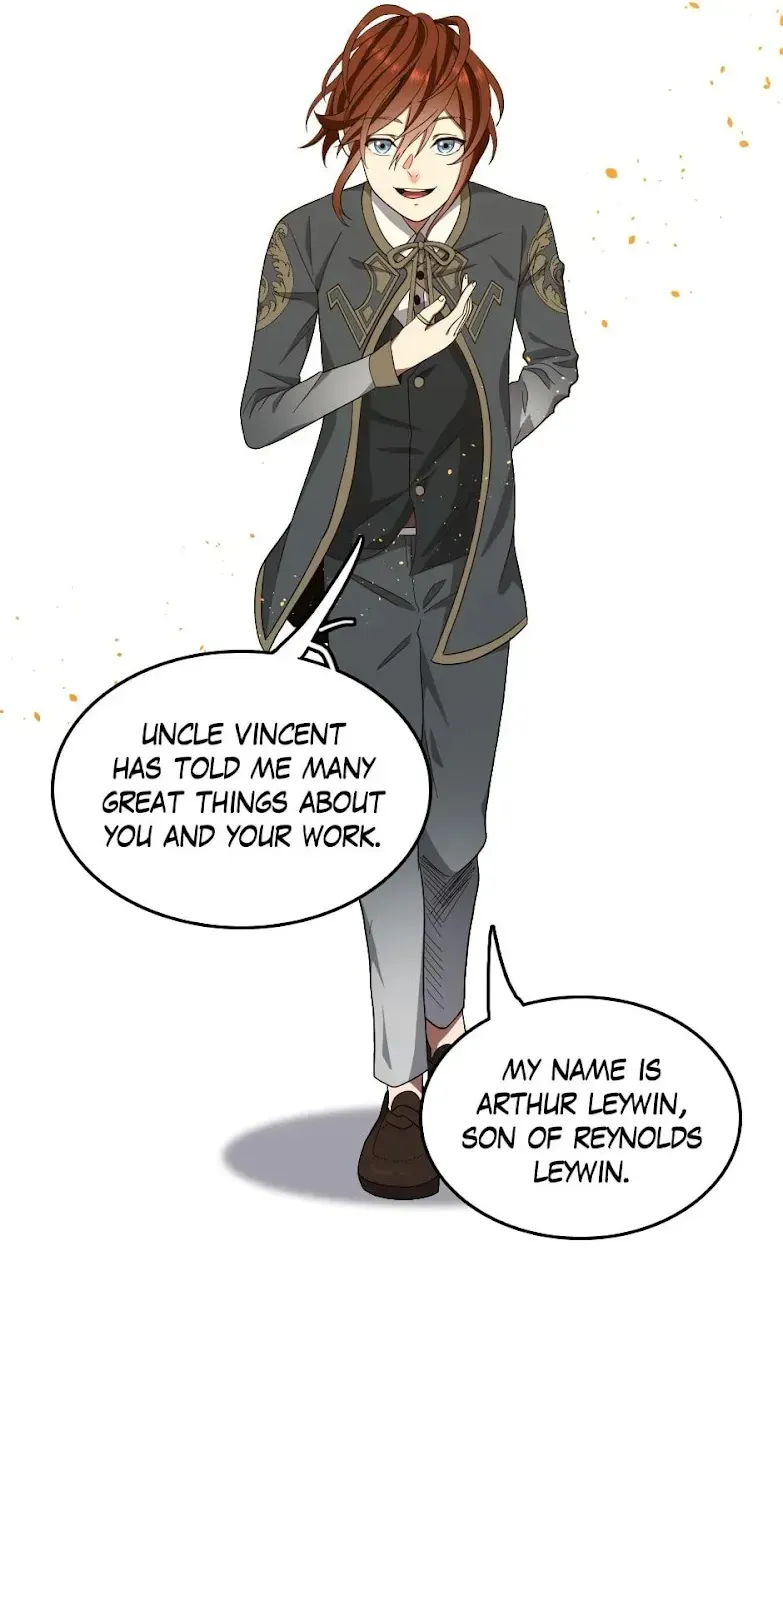 UNCLE VINCENT
HAS TOLD ME MANY
GREAT THINGS ABOUT
YOU AND YOUR WORK.
MY NAME IS
ARTHUR LEYWIN,
SON OF REYNOLDS
LEYWIN.